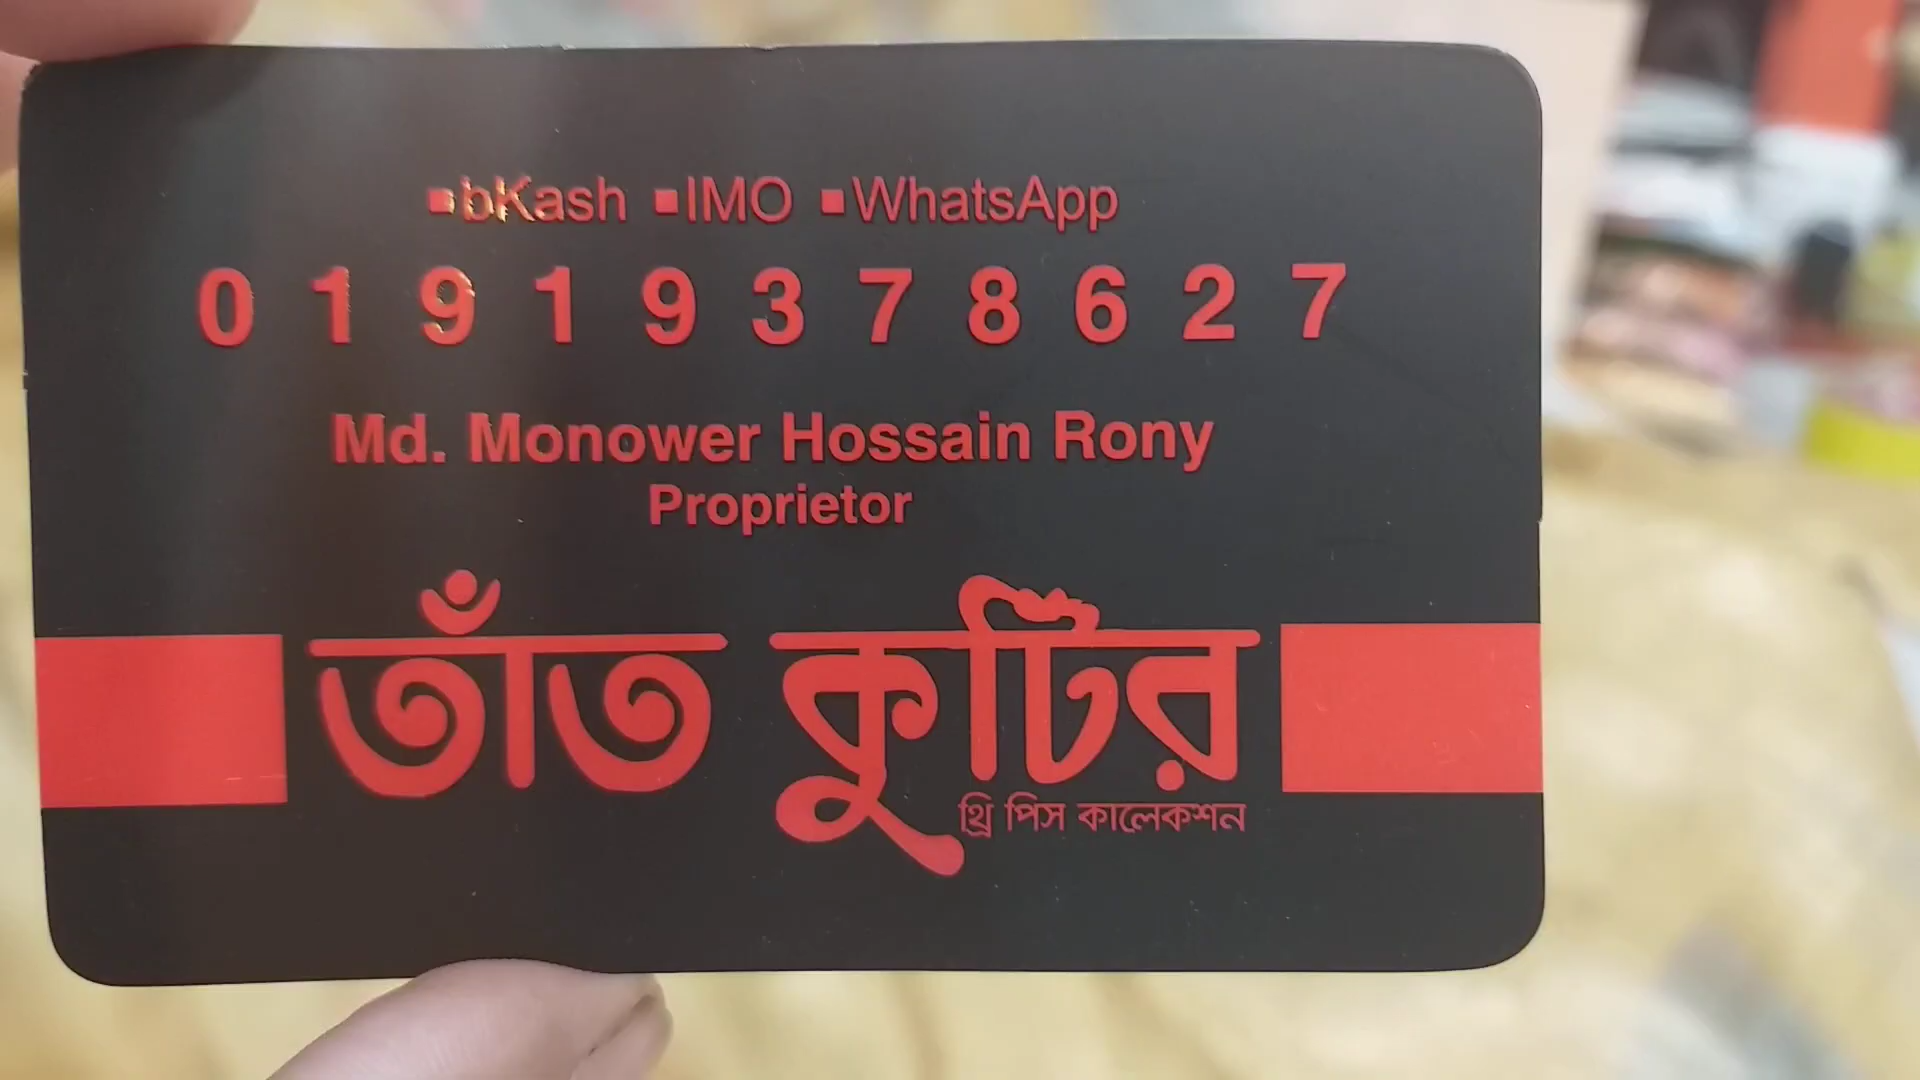 ▪bKash ▪IMO ▪WhatsApp
0 1 9 1 9 3 7 8 6 2 7
Md. Monower Hossain Rony
Proprietor
তাঁত কুটির
থ্রি পিস কালেকশন